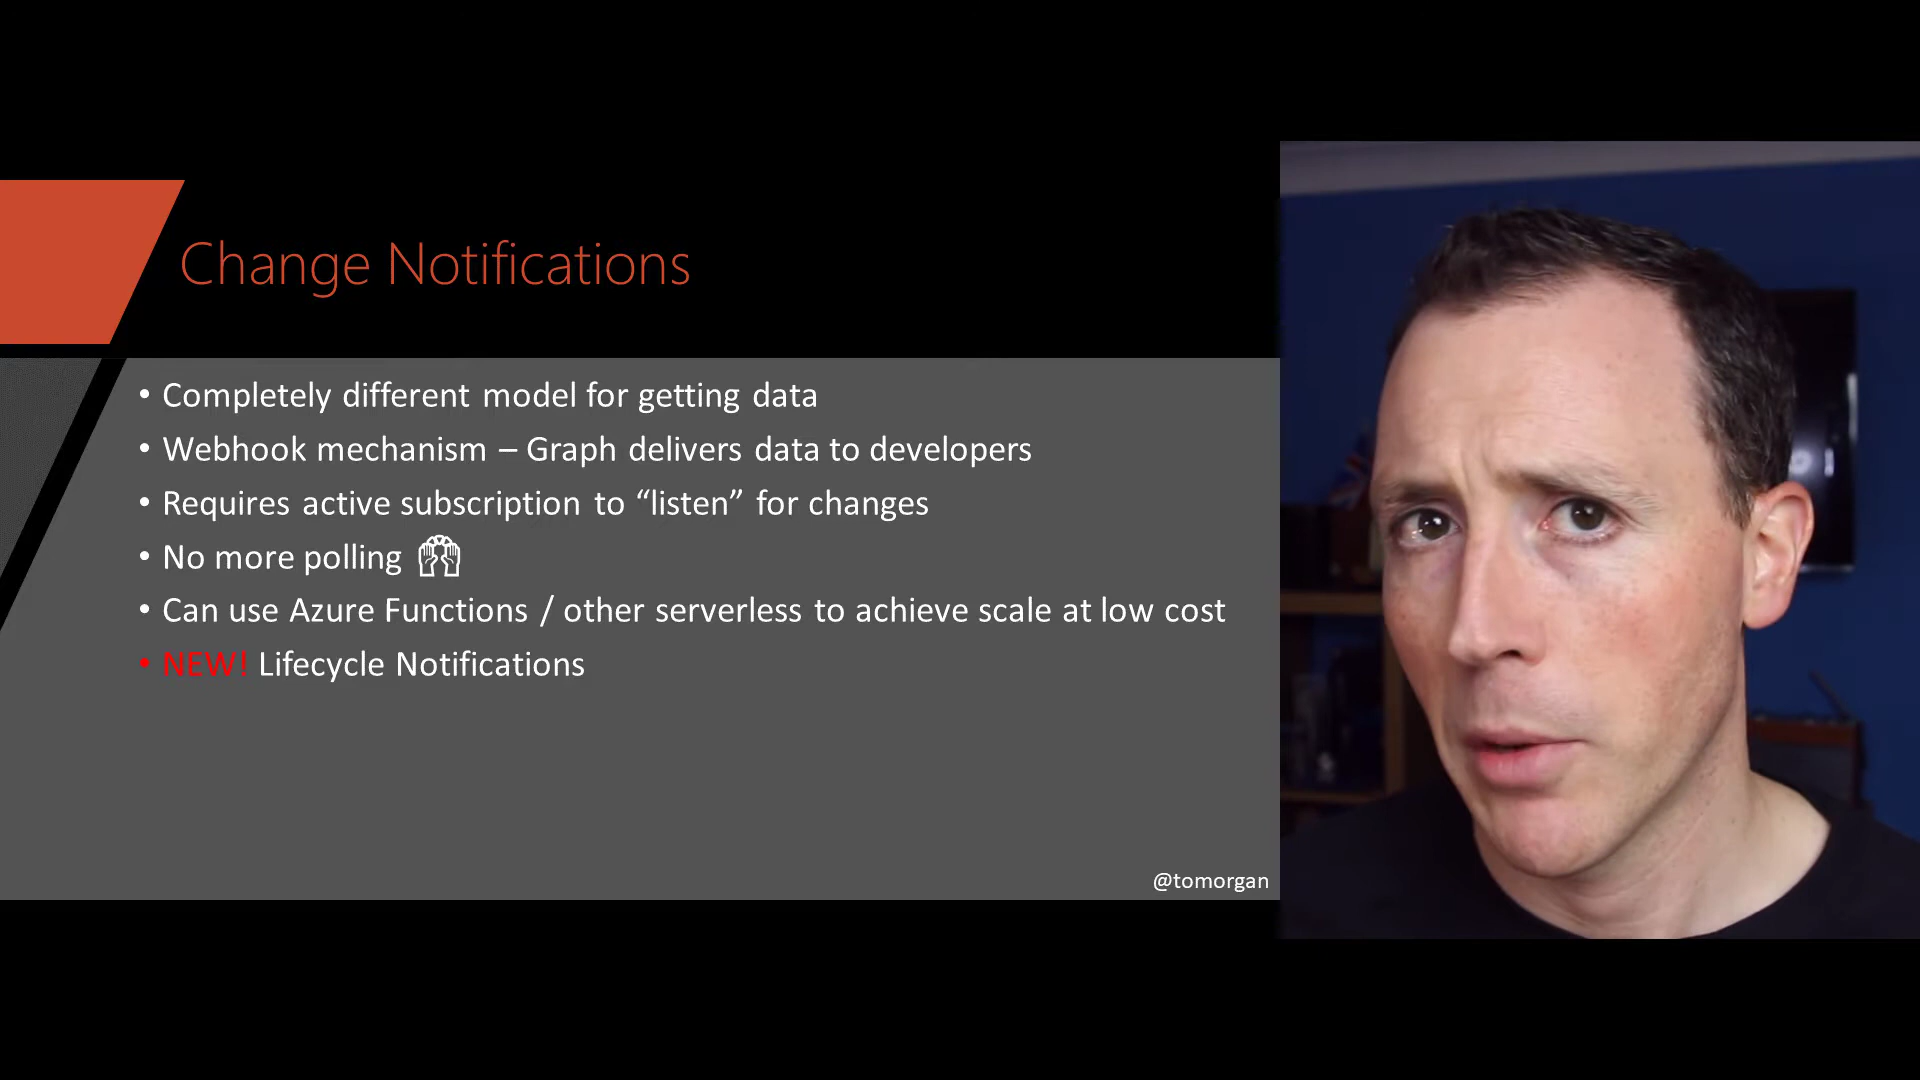 Change Notifications
• Completely different model for getting data
• Webhook mechanism – Graph delivers data to developers
• Requires active subscription to “listen” for changes
• No more polling 🙌
• Can use Azure Functions / other serverless to achieve scale at low cost
• NEW! Lifecycle Notifications
@tomorgan